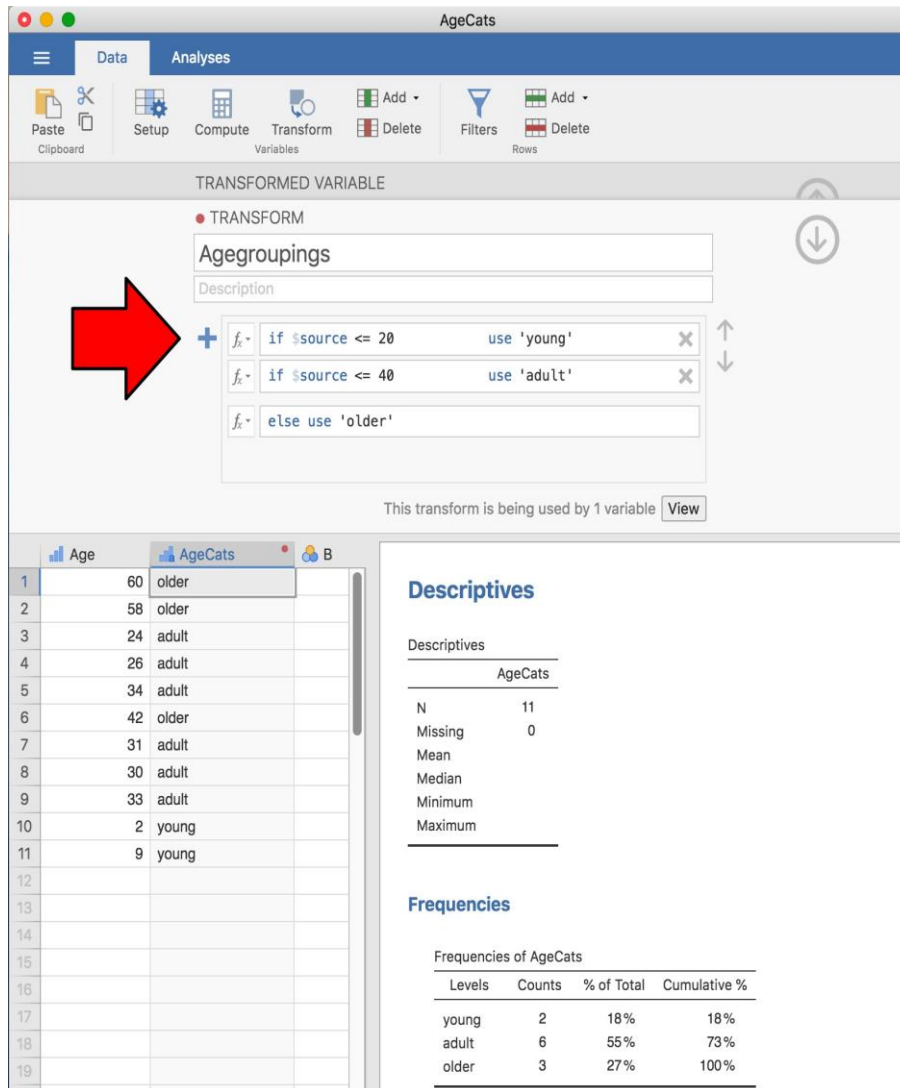 AgeCats
Data Analyses
Paste Setup Compute Transform Add Delete Filters Add Delete
Clipboard Variables Rows
TRANSFORMED VARIABLE
TRANSFORM
Agegroupings
Description
fx if $source <= 20 use 'young'
fx if $source <= 40 use 'adult'
fx else use 'older'
This transform is being used by 1 variable View
Age AgeCats B
1 60 older
2 58 older
3 24 adult
4 26 adult
5 34 adult
6 42 older
7 31 adult
8 30 adult
9 33 adult
10 2 young
11 9 young
12
13
14
15
16
17
18
19
Descriptives
Descriptives
AgeCats
N 11
Missing 0
Mean
Median
Minimum
Maximum
Frequencies
Frequencies of AgeCats
Levels Counts % of Total Cumulative %
young 2 18% 18%
adult 6 55% 73%
older 3 27% 100%